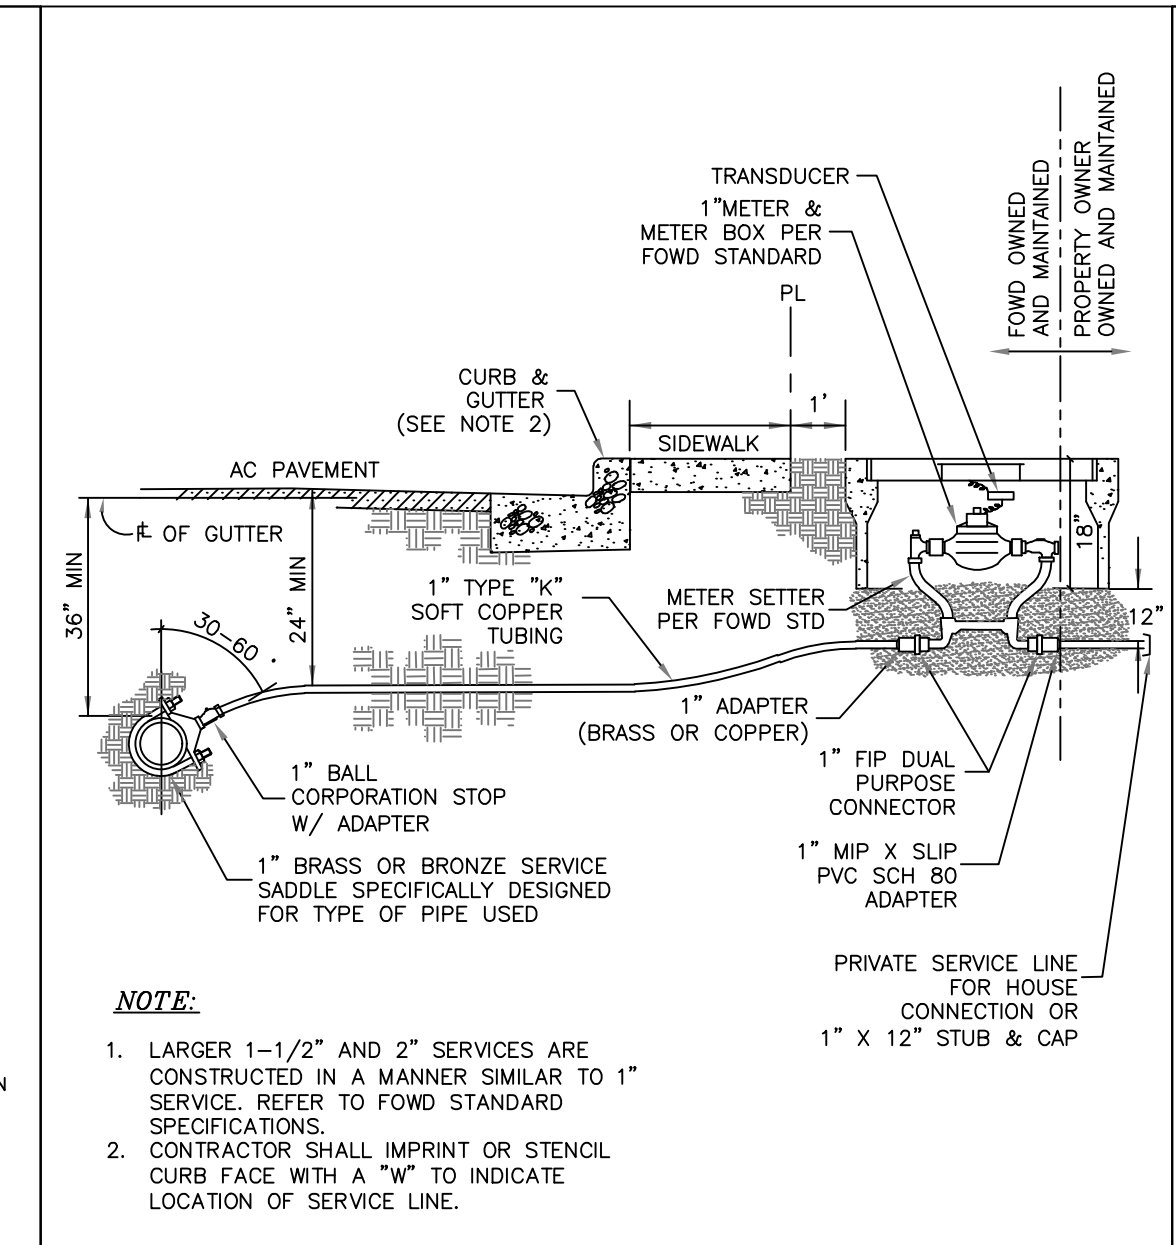 TRANSDUCER
1"METER &
METER BOX PER
FOWD STANDARD
PL
FOWD OWNED
AND MAINTAINED
PROPERTY OWNER
OWNED AND MAINTAINED
CURB &
GUTTER
(SEE NOTE 2)
1'
SIDEWALK
AC PAVEMENT
℄ OF GUTTER
36" MIN
24" MIN
30-60 °
1" TYPE "K"
SOFT COPPER
TUBING
METER SETTER
PER FOWD STD
18"
12"
1" ADAPTER
(BRASS OR COPPER)
1" FIP DUAL
PURPOSE
CONNECTOR
1" BALL
CORPORATION STOP
W/ ADAPTER
1" MIP X SLIP
PVC SCH 80
ADAPTER
1" BRASS OR BRONZE SERVICE
SADDLE SPECIFICALLY DESIGNED
FOR TYPE OF PIPE USED
PRIVATE SERVICE LINE
FOR HOUSE
CONNECTION OR
1" X 12" STUB & CAP
NOTE:
1. LARGER 1-1/2" AND 2" SERVICES ARE
CONSTRUCTED IN A MANNER SIMILAR TO 1"
SERVICE. REFER TO FOWD STANDARD
SPECIFICATIONS.
2. CONTRACTOR SHALL IMPRINT OR STENCIL
CURB FACE WITH A "W" TO INDICATE
LOCATION OF SERVICE LINE.
N